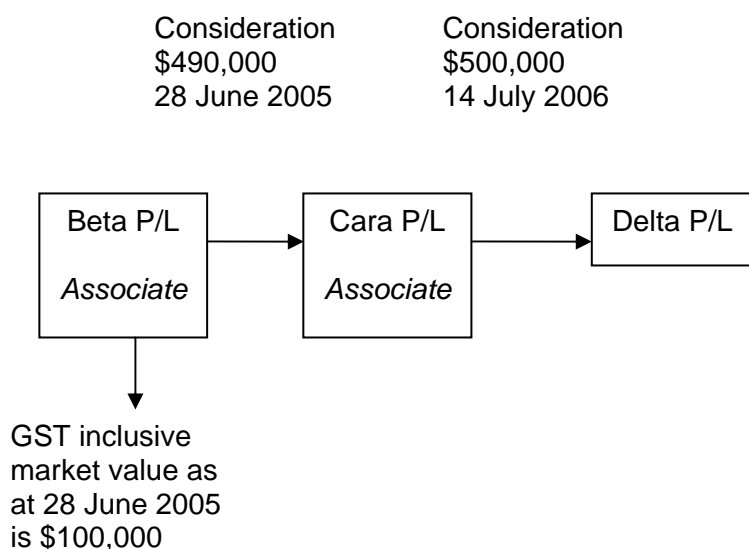 Consideration
$490,000
28 June 2005
Consideration
$500,000
14 July 2006
Beta P/L
Associate
Cara P/L
Associate
Delta P/L
GST inclusive
market value as
at 28 June 2005
is $100,000